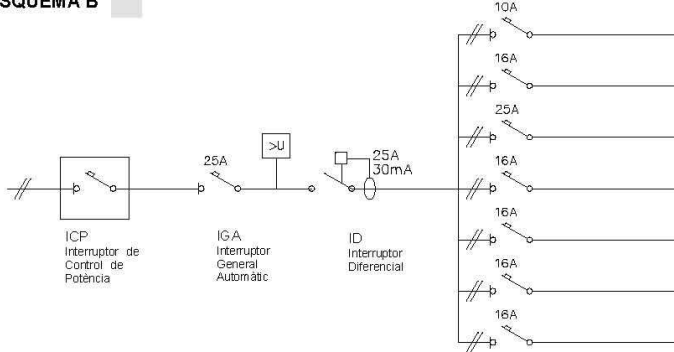 SQUEMA B
10A
16A
25A
16A
16A
16A
16A
25A
>U
25A
30mA
ICP
Interruptor de
Control de
Potència
IGA
Interruptor
General
Automàtic
ID
Interruptor
Diferencial